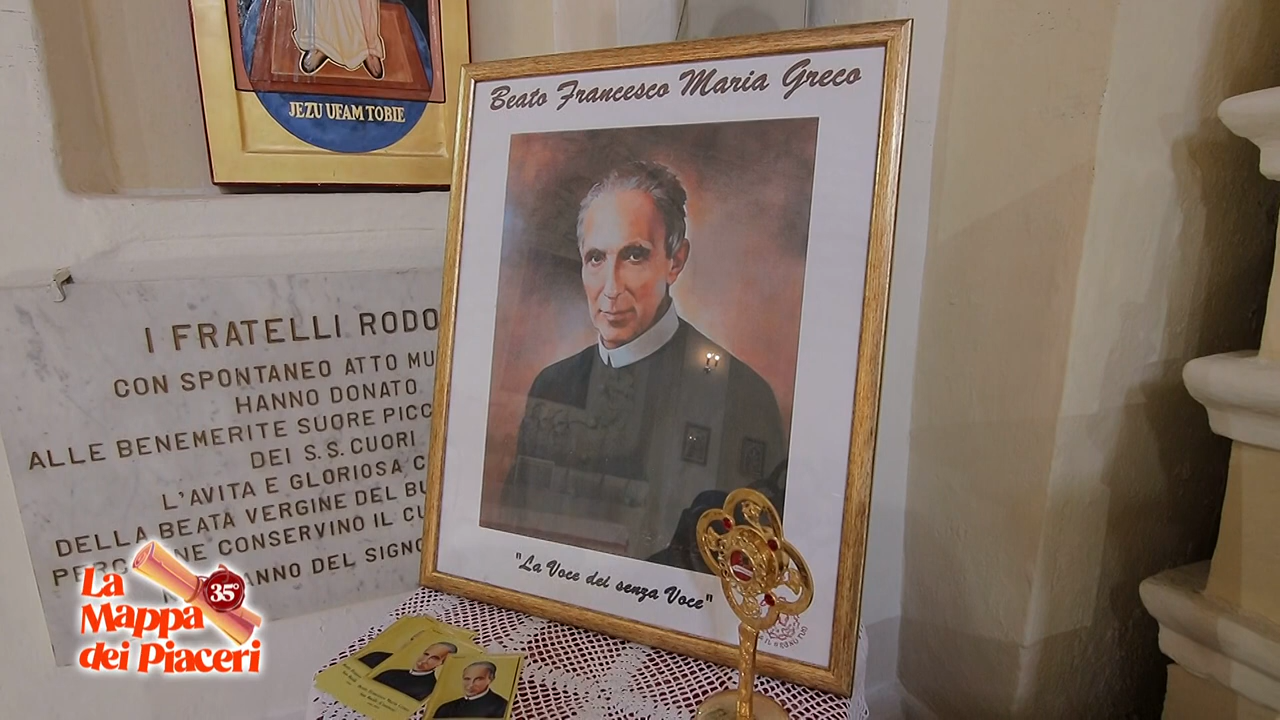 JEZU UFAM TOBIE
Beato Francesco Maria Greco
"La Voce dei senza Voce"
I FRATELLI RODO
CON SPONTANEO ATTO MU
HANNO DONATO
ALLE BENEMERITE SUORE PICC
DEI S.S. CUORI
L'AVITA E GLORIOSA C
DELLA BEATA VERGINE DEL BU
NE CONSERVINO IL CU
ANNO DEL SIGNO
La
Mappa
dei Piaceri
35°